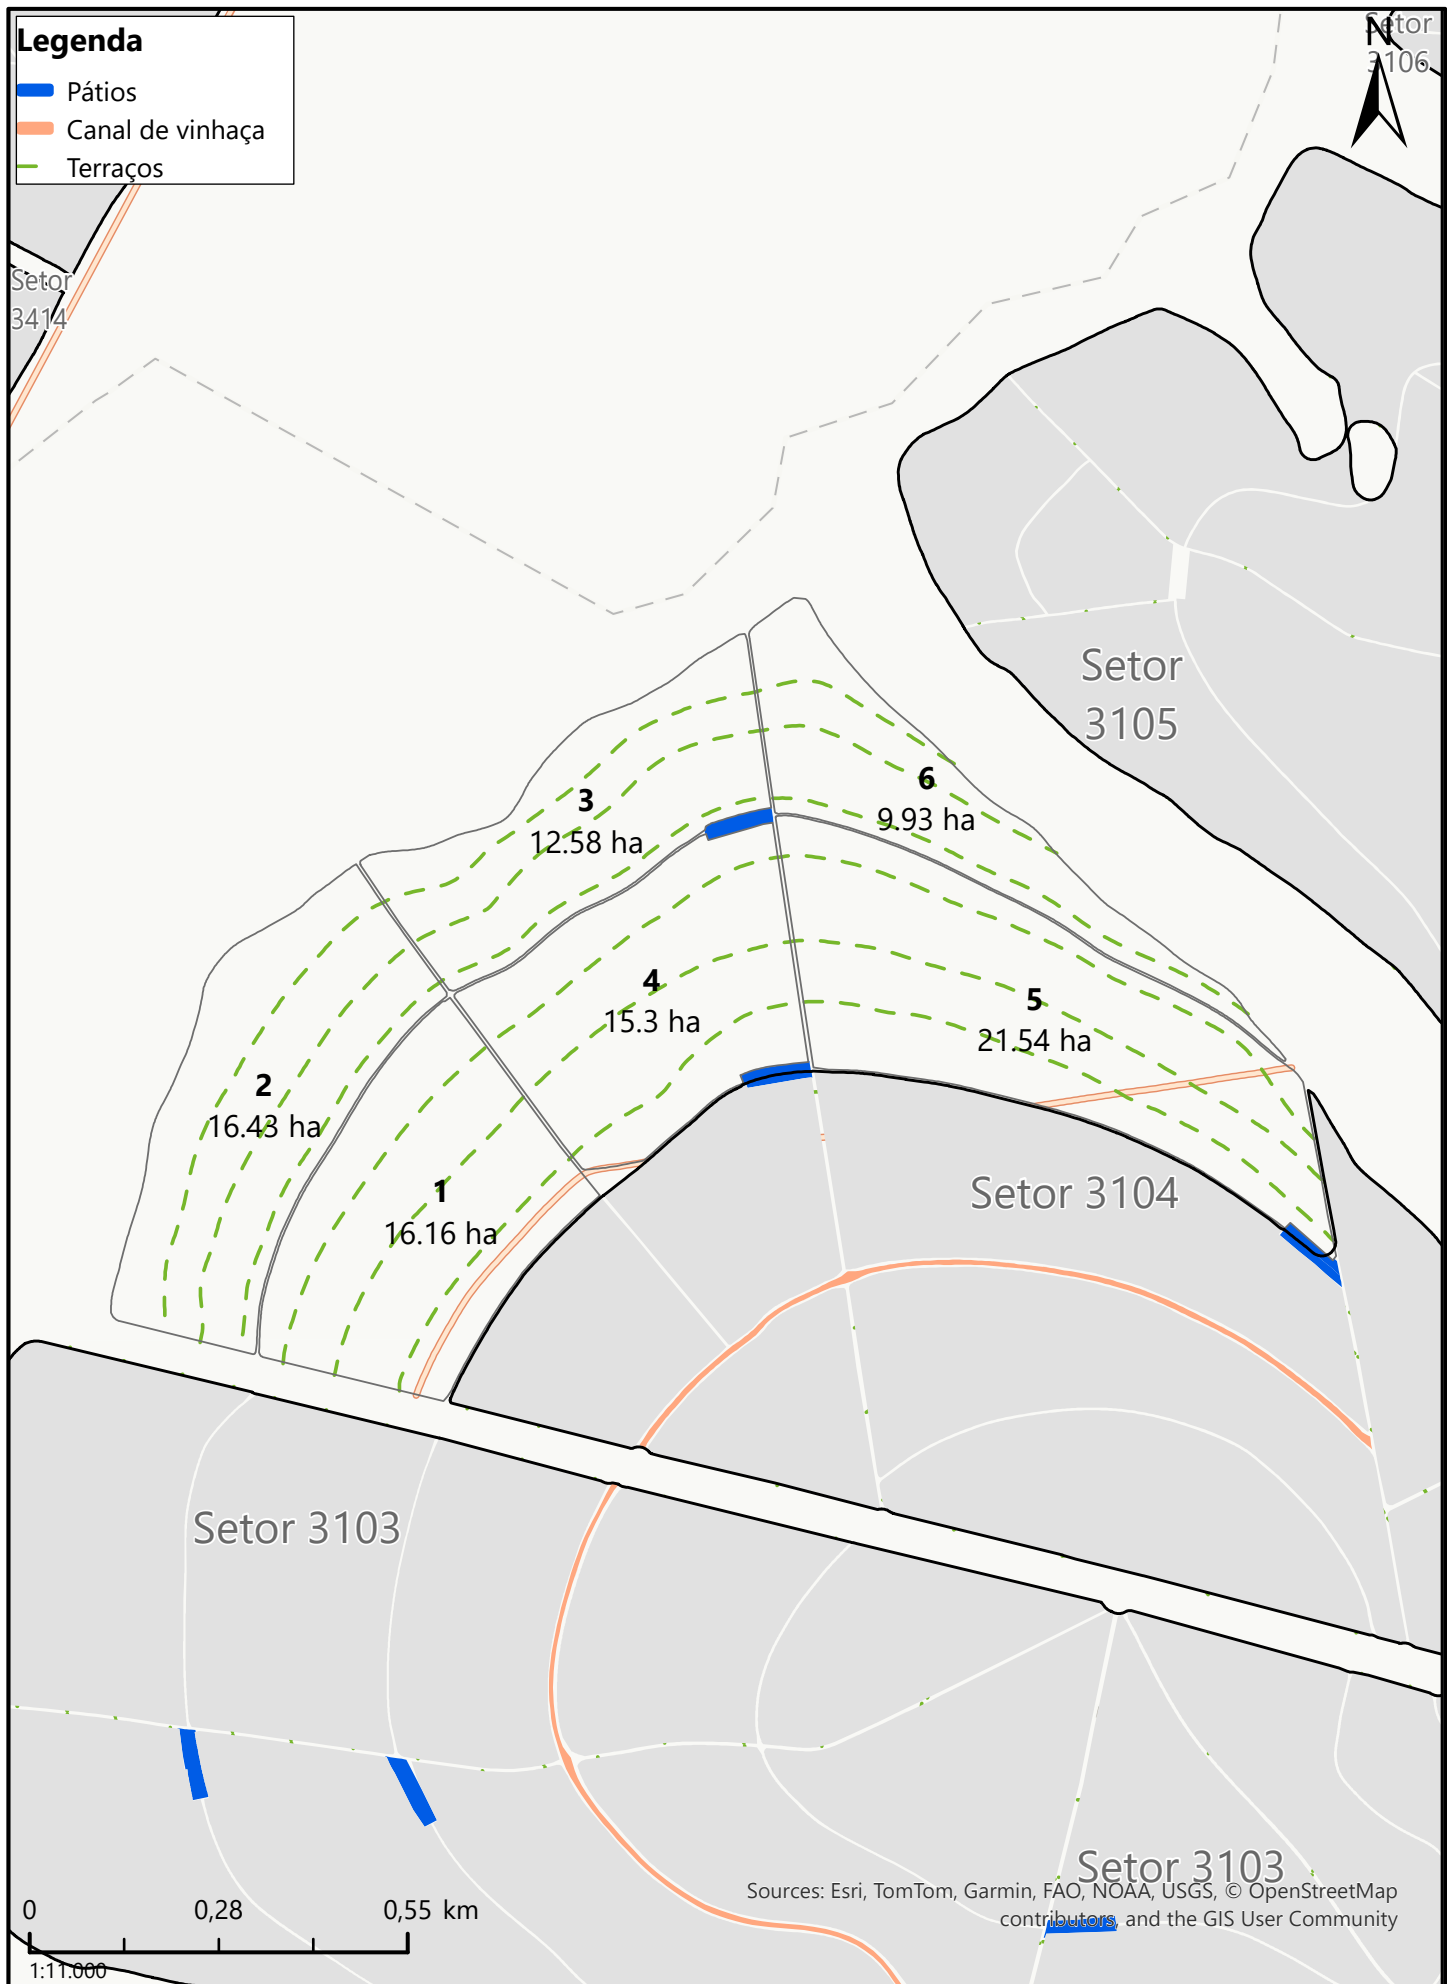 Legenda
Pátios
Canal de vinhaça
Terraços
N
Setor
3106
Setor
3414
Setor
3105
6
9.93 ha
3
12.58 ha
4
15.3 ha
5
21.54 ha
2
16.43 ha
1
16.16 ha
Setor 3104
Setor 3103
Setor 3103
Sources: Esri, TomTom, Garmin, FAO, NOAA, USGS, © OpenStreetMap
contributors, and the GIS User Community
0 0,28 0,55 km
1:11.000